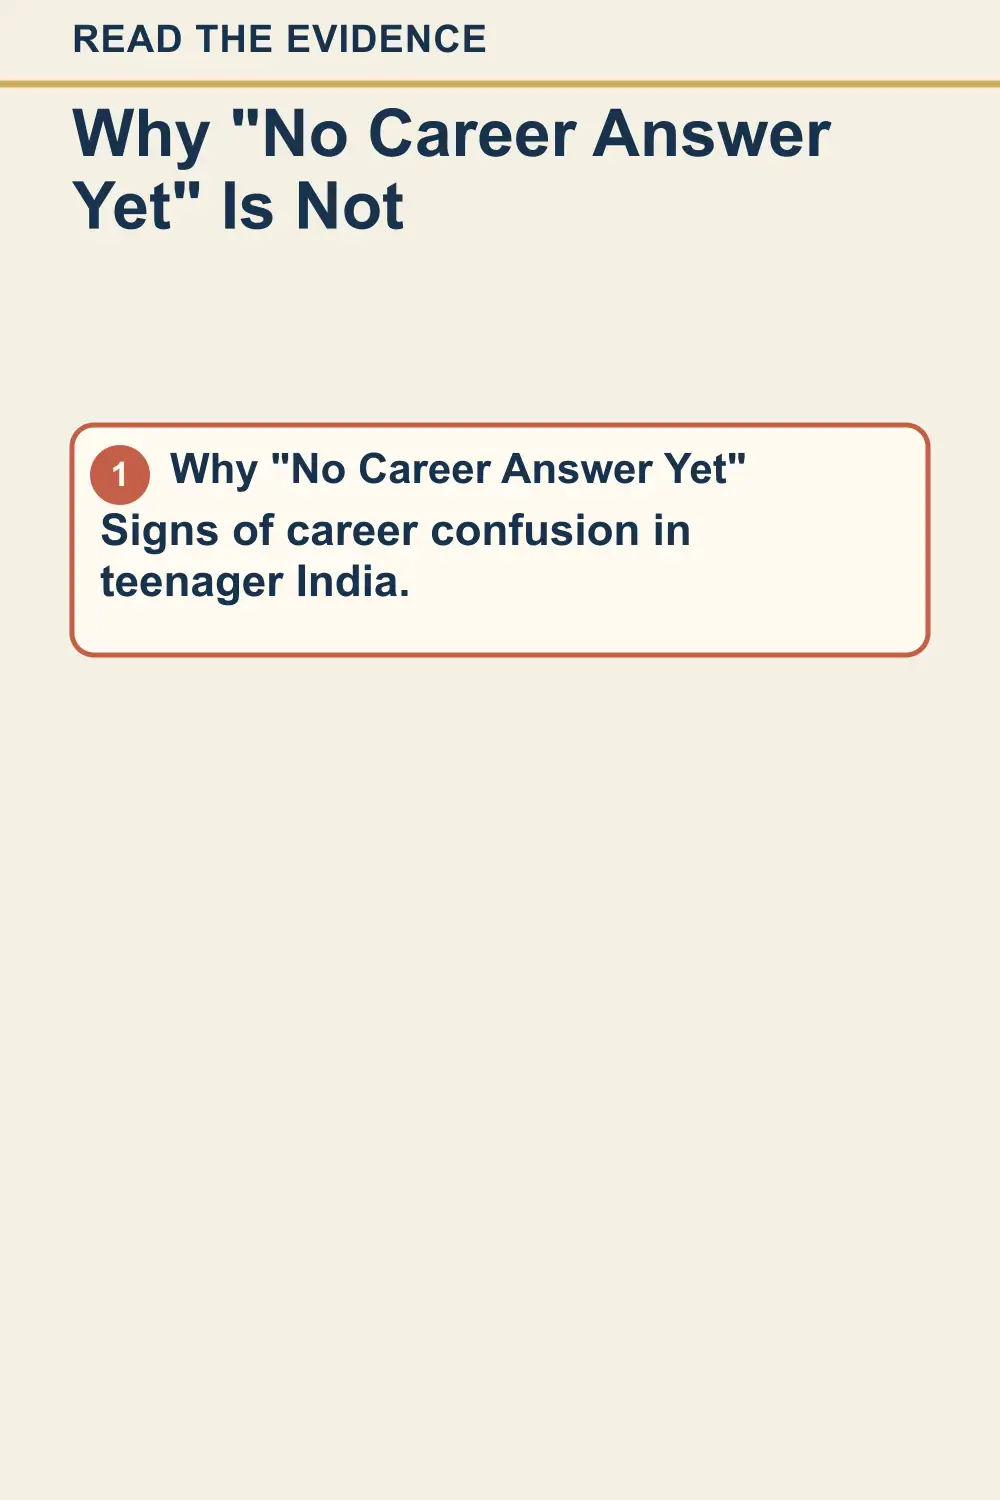 READ THE EVIDENCE
Why "No Career Answer
Yet" Is Not
1 Why "No Career Answer Yet"
Signs of career confusion in
teenager India.